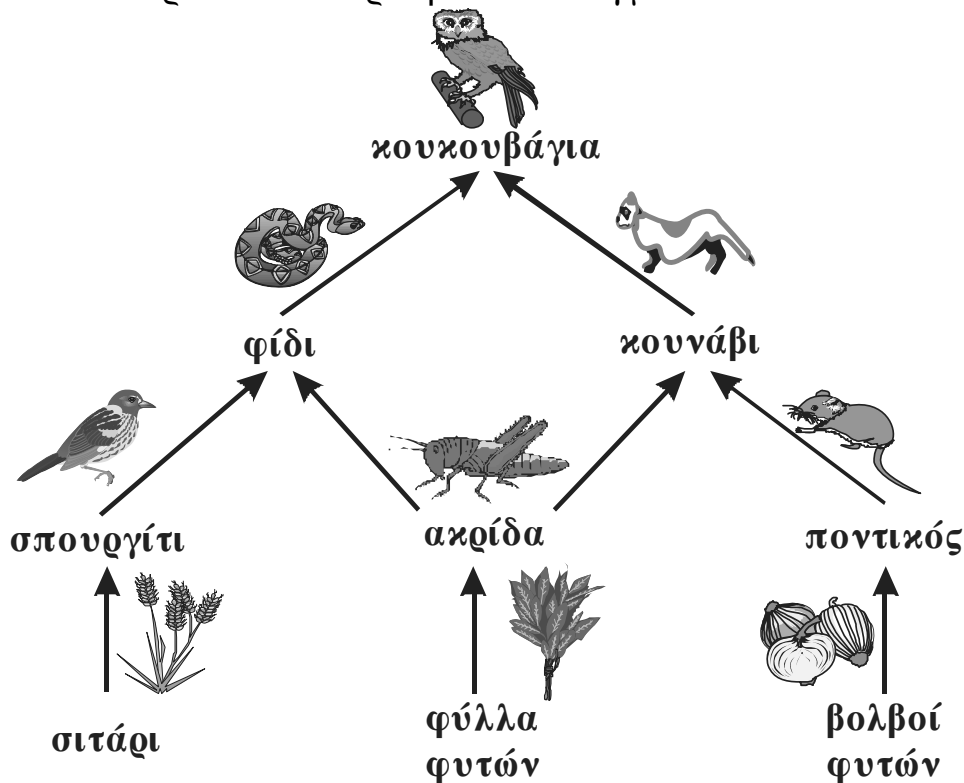 κουκουβάγια
φίδι
κουνάβι
σπουργίτι
ακρίδα
ποντικός
σιτάρι
φύλλα
φυτών
βολβοί
φυτών